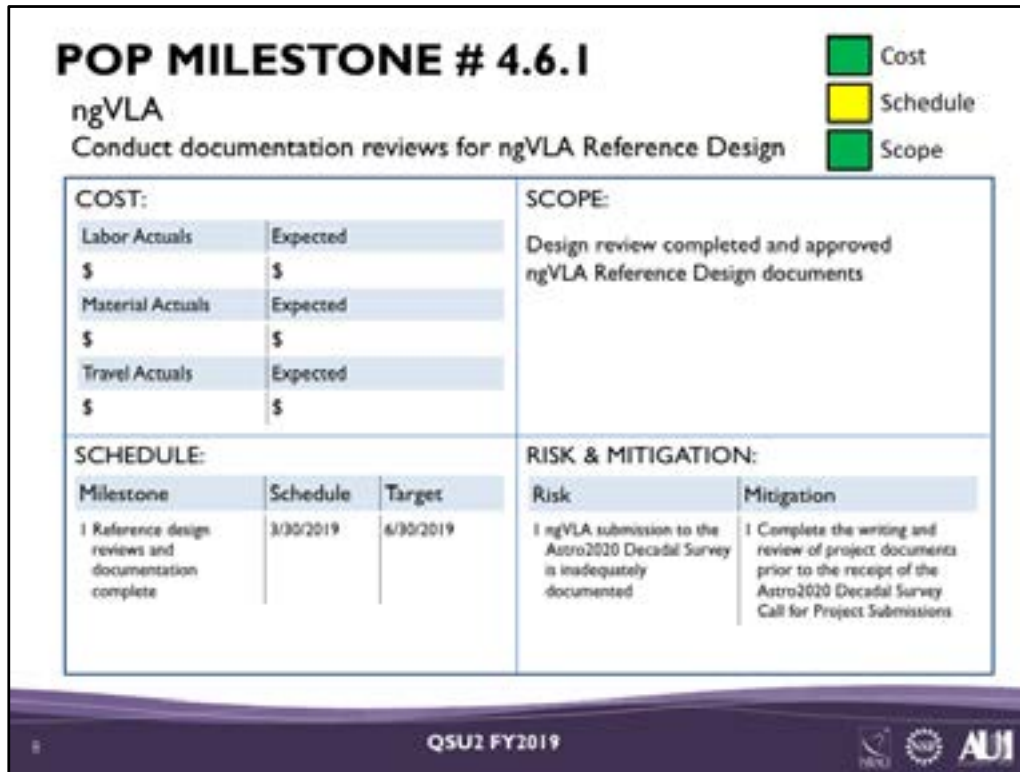 POP MILESTONE # 4.6.1
ngVLA
Conduct documentation reviews for ngVLA Reference Design
Cost
Schedule
Scope
COST:
Labor Actuals Expected
$ $
Material Actuals Expected
$ $
Travel Actuals Expected
$ $
SCOPE:
Design review completed and approved
ngVLA Reference Design documents
SCHEDULE:
Milestone Schedule Target
1 Reference design 3/30/2019 6/30/2019
reviews and
documentation
complete
RISK & MITIGATION:
Risk Mitigation
1 ngVLA submission to the 1 Complete the writing and
Astro2020 Decadal Survey review of project documents
is inadequately prior to the receipt of the
documented Astro2020 Decadal Survey
Call for Project Submissions
8
QSU2 FY2019
NRAO NSF AUI